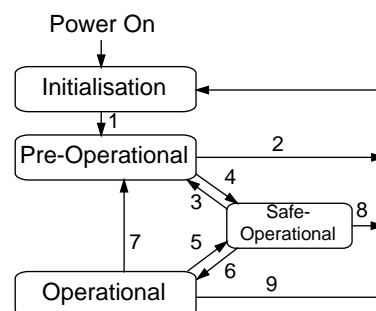 Power On
Initialisation
1
Pre-Operational
2
4
3
Safe-
Operational
8
7
5
6
Operational
9